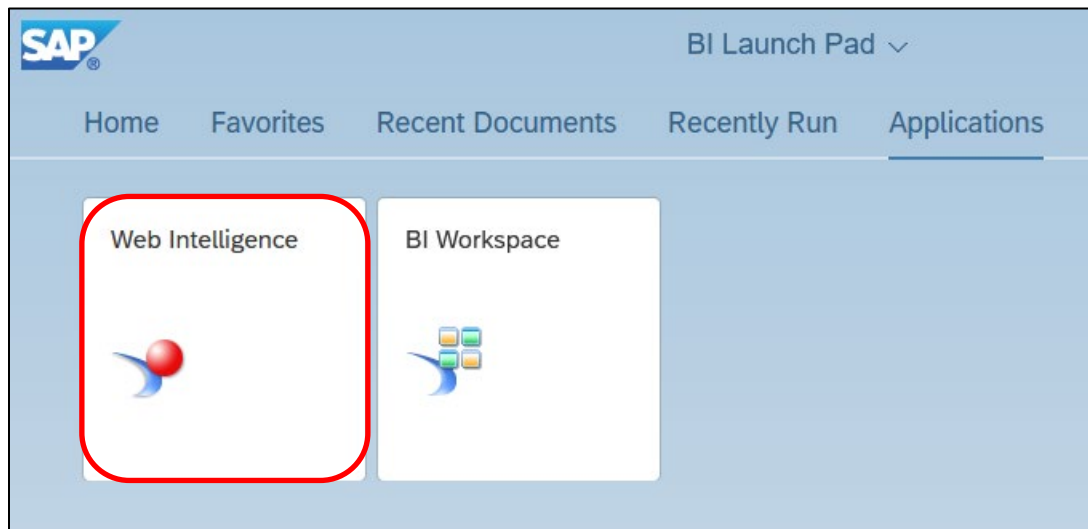 SAP®
BI Launch Pad
Home Favorites Recent Documents Recently Run Applications
Web Intelligence
BI Workspace